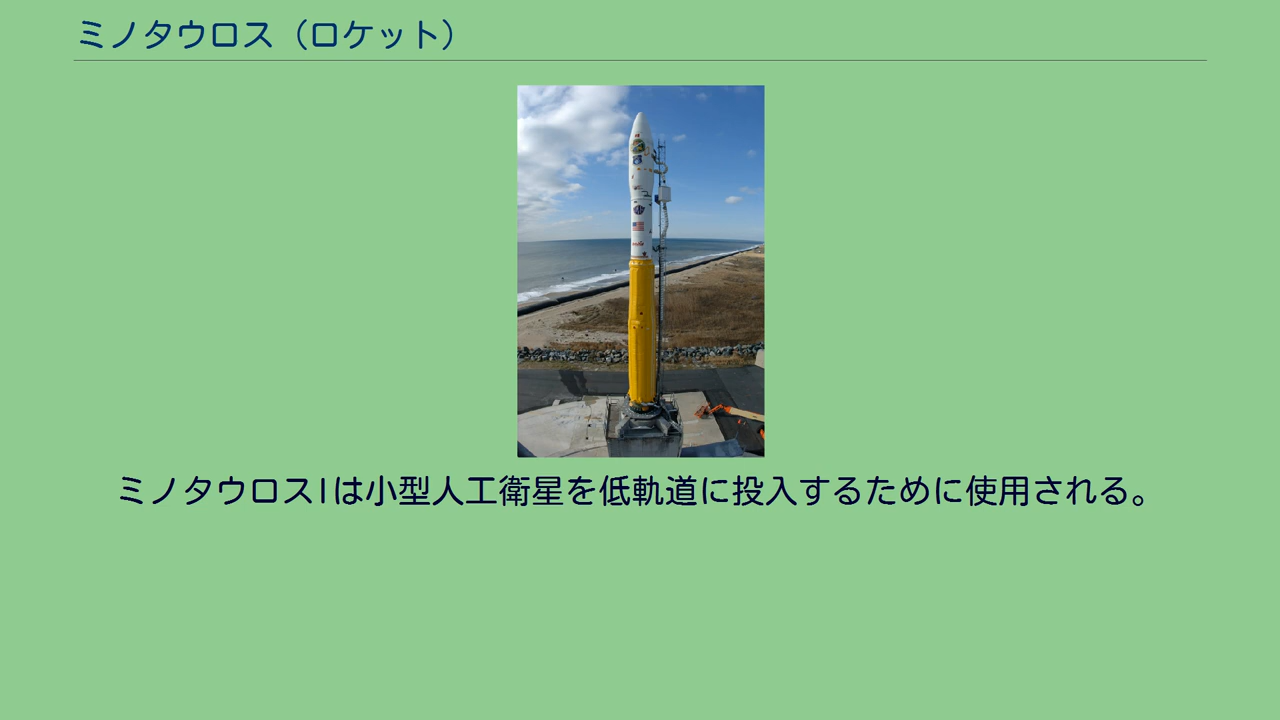 ミノタウロス（ロケット）
ミノタウロスIは小型人工衛星を低軌道に投入するために使用される。